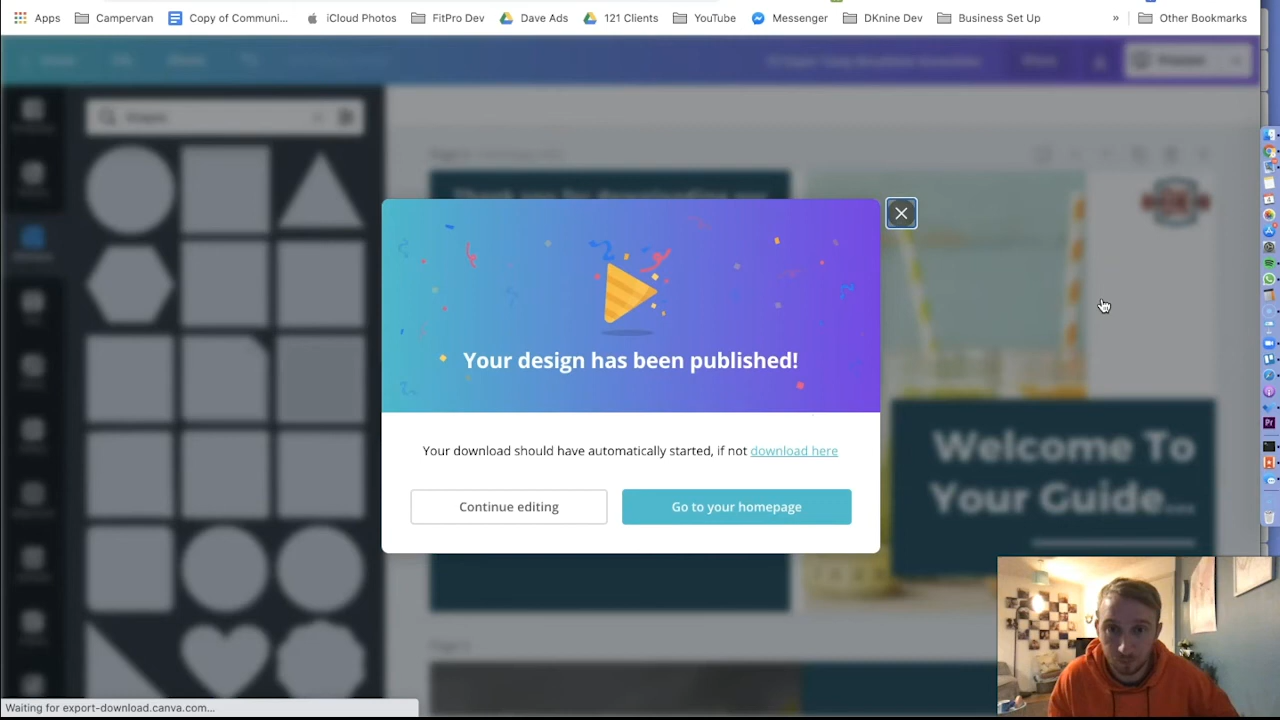 Apps Campervan Copy of Communi... iCloud Photos FitPro Dev Dave Ads 121 Clients YouTube Messenger DKnine Dev Business Set Up » Other Bookmarks
Your design has been published!
Your download should have automatically started, if not download here
Continue editing Go to your homepage
Welcome To
Your Guide...
Waiting for export-download.canva.com...